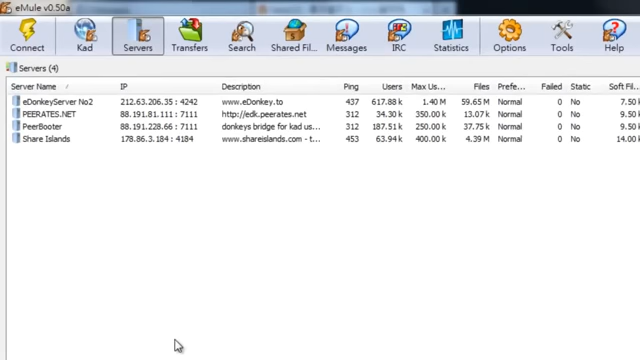 eMule v0.50a
Connect Kad Servers Transfers Search Shared Fil... Messages IRC Statistics Options Tools Help
Servers (4)
Server Name / IP Description Ping Users Max Us... Files Prefe... Failed Static Soft Fil...
eDonkeyServer No2 212.63.206.35 : 4242 www.eDonkey.to 437 617.88 k 1.40 M 59.65 M Normal 0 No 7.50
PEERATES.NET 88.191.81.111 : 7111 http://edk.peerates.net 312 34.30 k 350.00 k 13.07 k Normal 0 No 9.50
PeerBooter 88.191.228.66 : 7111 donkeys bridge for kad us... 312 187.51 k 250.00 k 37.75 k Normal 0 No 9.50
Share Islands 178.86.3.184 : 4184 www.shareislands.com - t... 453 63.94 k 400.00 k 4.39 M Normal 0 No 14.00